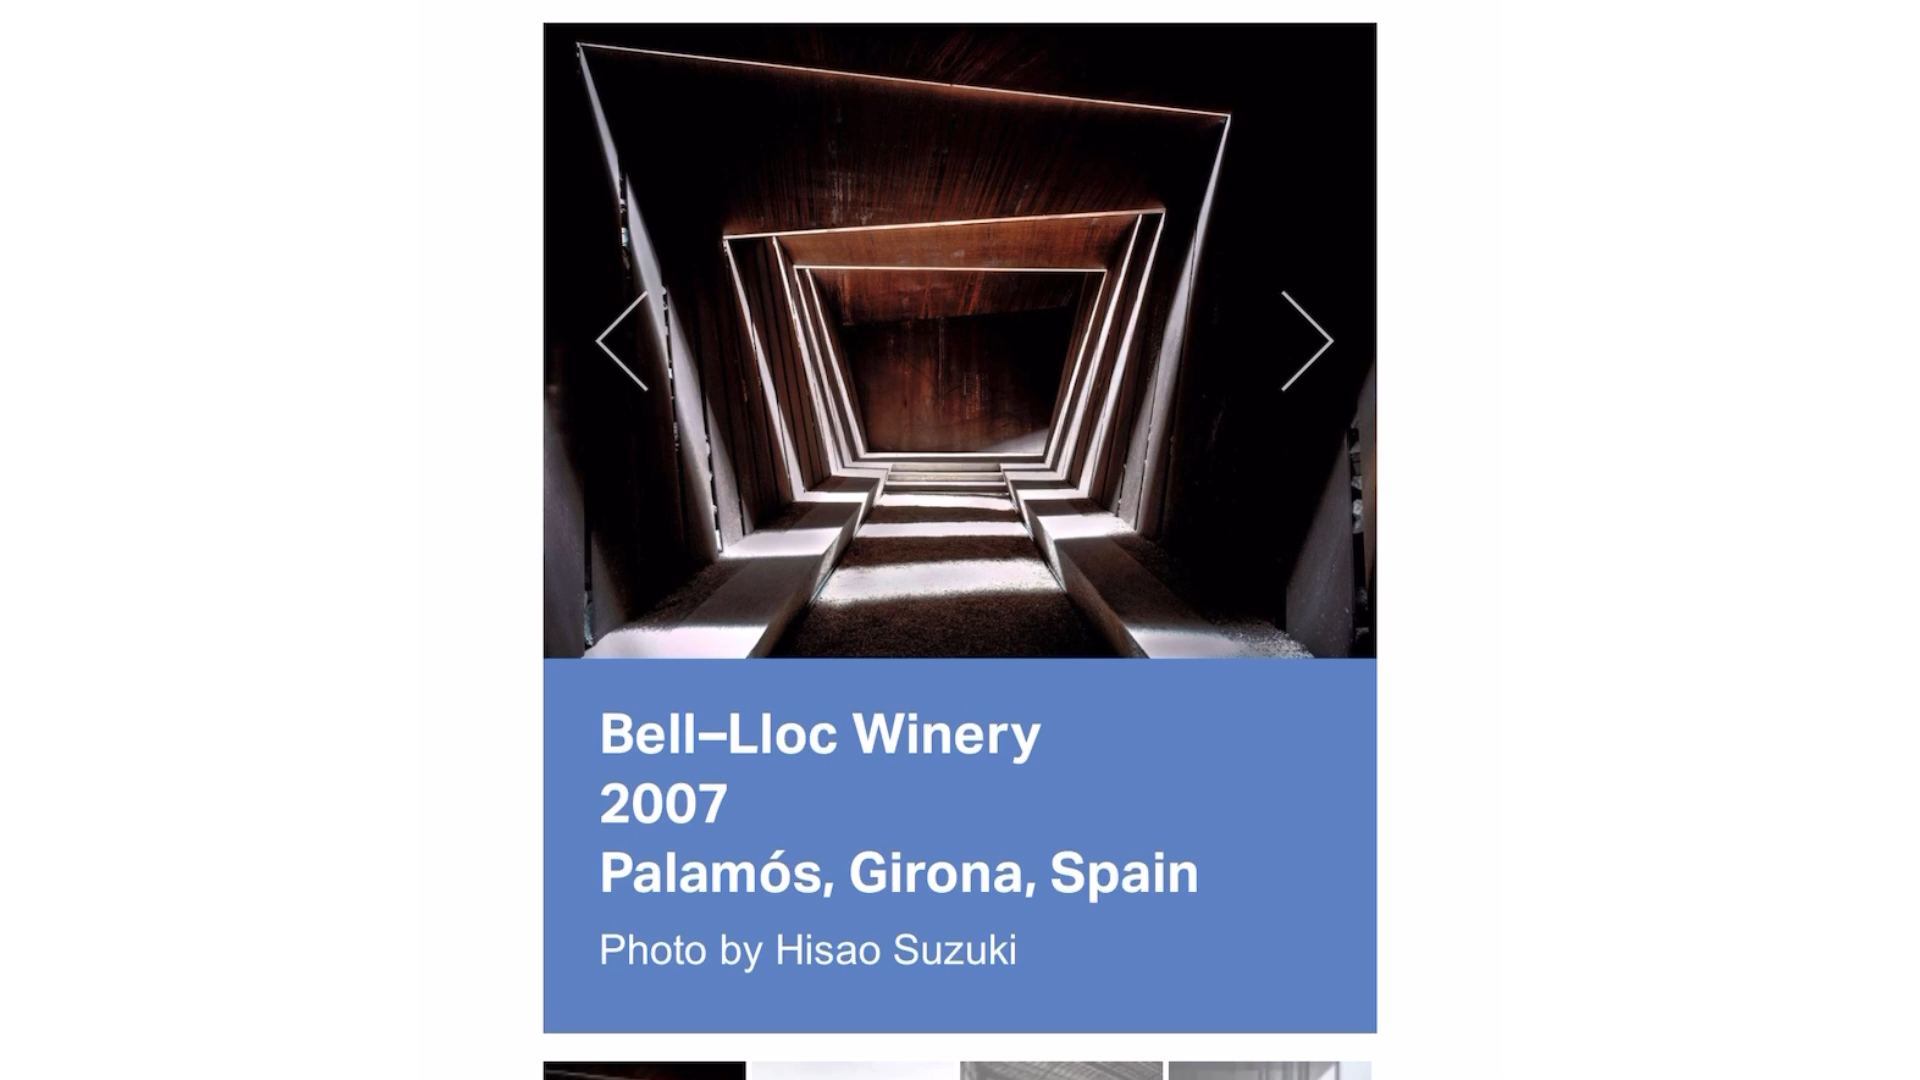 Bell–Lloc Winery
2007
Palamós, Girona, Spain
Photo by Hisao Suzuki